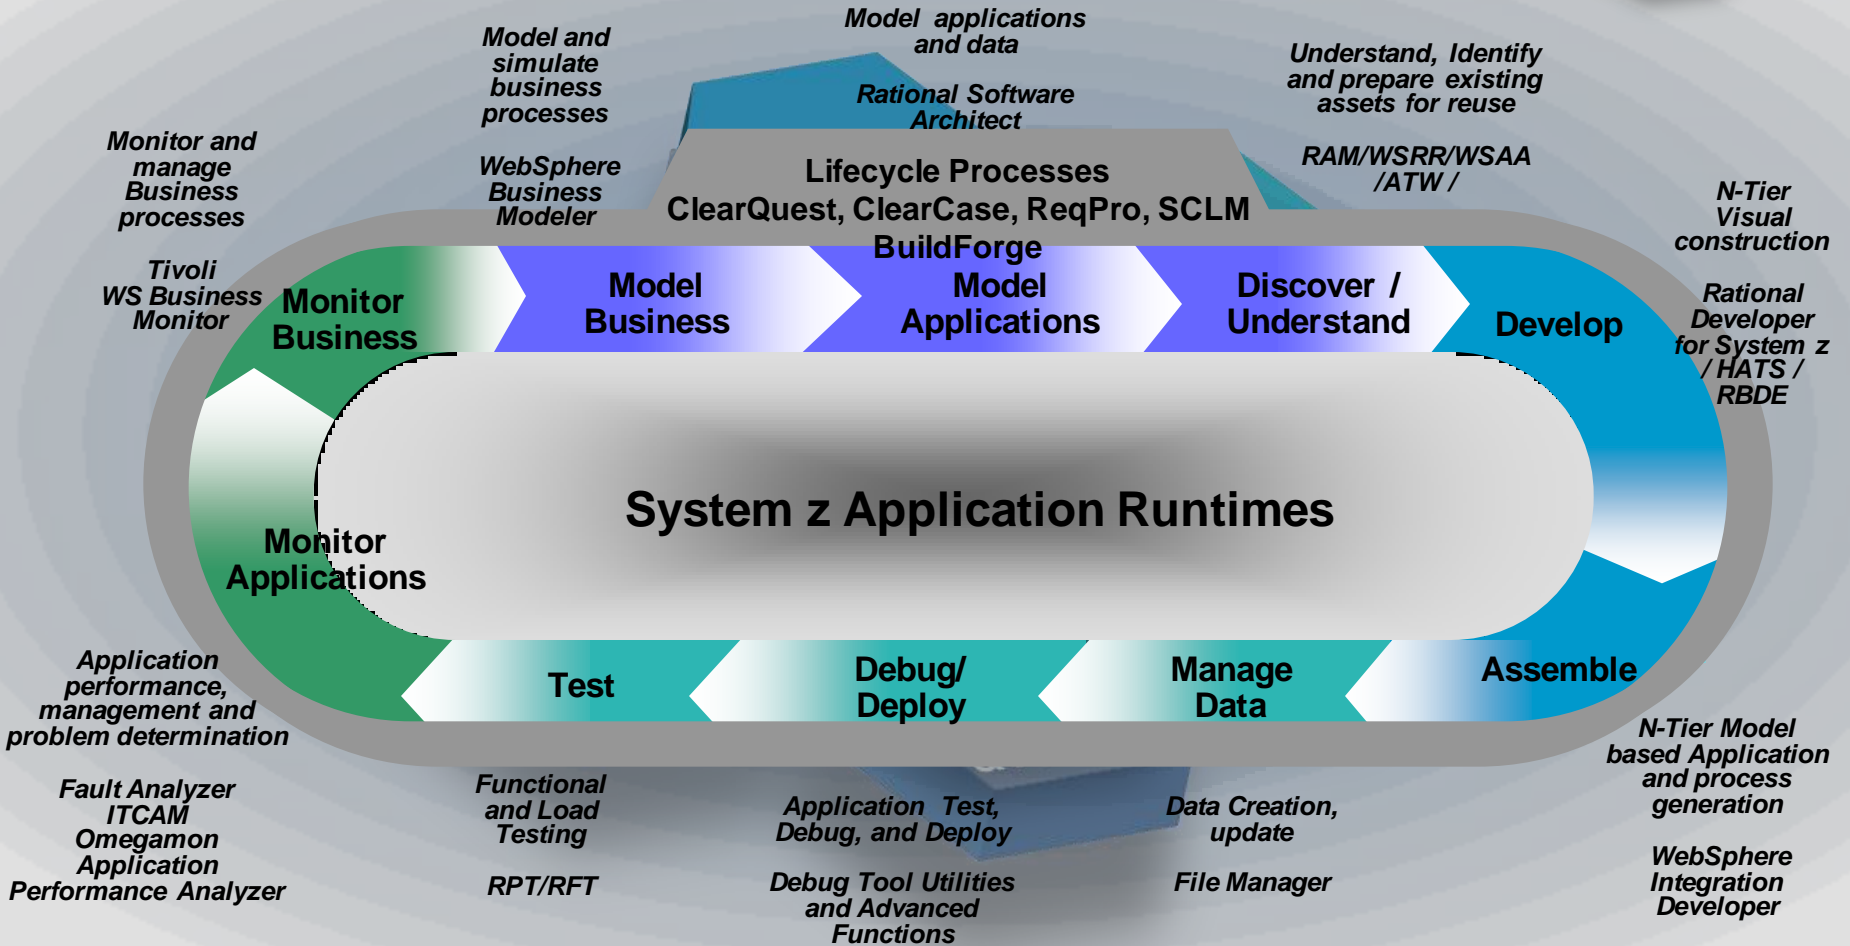 Model applications
and data
Rational Software
Architect
Model and
simulate
business
processes
WebSphere
Business
Modeler
Understand, Identify
and prepare existing
assets for reuse
RAM/WSRR/WSAA
/ATW /
Monitor and
manage
Business
processes
Tivoli
WS Business
Monitor
N-Tier
Visual
construction
Rational
Developer
for System z
/ HATS /
RBDE
Lifecycle Processes
ClearQuest, ClearCase, ReqPro, SCLM
BuildForge
Monitor
Business
Model
Business
Model
Applications
Discover /
Understand
Develop
System z Application Runtimes
Monitor
Applications
Test
Debug/
Deploy
Manage
Data
Assemble
Application
performance,
management and
problem determination
Fault Analyzer
ITCAM
Omegamon
Application
Performance Analyzer
Functional
and Load
Testing
RPT/RFT
Application Test,
Debug, and Deploy
Debug Tool Utilities
and Advanced
Functions
Data Creation,
update
File Manager
N-Tier Model
based Application
and process
generation
WebSphere
Integration
Developer